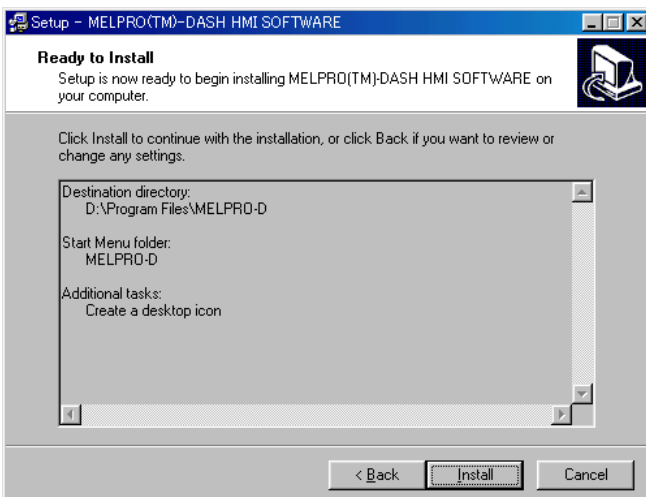 Setup - MELPRO(TM)-DASH HMI SOFTWARE
Ready to Install
Setup is now ready to begin installing MELPRO(TM)-DASH HMI SOFTWARE on
your computer.
Click Install to continue with the installation, or click Back if you want to review or
change any settings.
Destination directory:
D:\Program Files\MELPRO-D
Start Menu folder:
MELPRO-D
Additional tasks:
Create a desktop icon
< Back
Install
Cancel